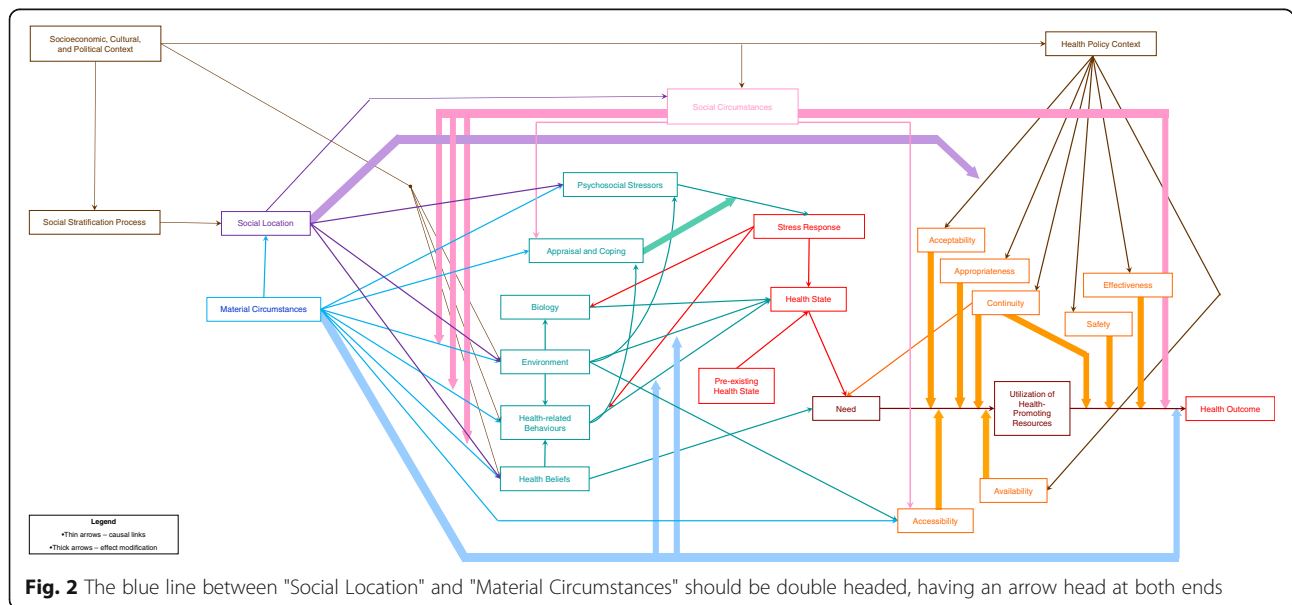 Socioeconomic, Cultural,
and Political Context
Health Policy Context
Social Circumstances
Psychosocial Stressors
Social Stratification Process
Social Location
Stress Response
Acceptability
Appraisal and Coping
Appropriateness
Effectiveness
Material Circumstances
Biology
Health State
Continuity
Safety
Environment
Pre-existing
Health State
Utilization of
Health-
Promoting
Resources
Need
Health Outcome
Health-related
Behaviours
Health Beliefs
Availability
Accessibility
Legend
•Thin arrows – causal links
•Thick arrows – effect modification
Fig. 2 The blue line between "Social Location" and "Material Circumstances" should be double headed, having an arrow head at both ends